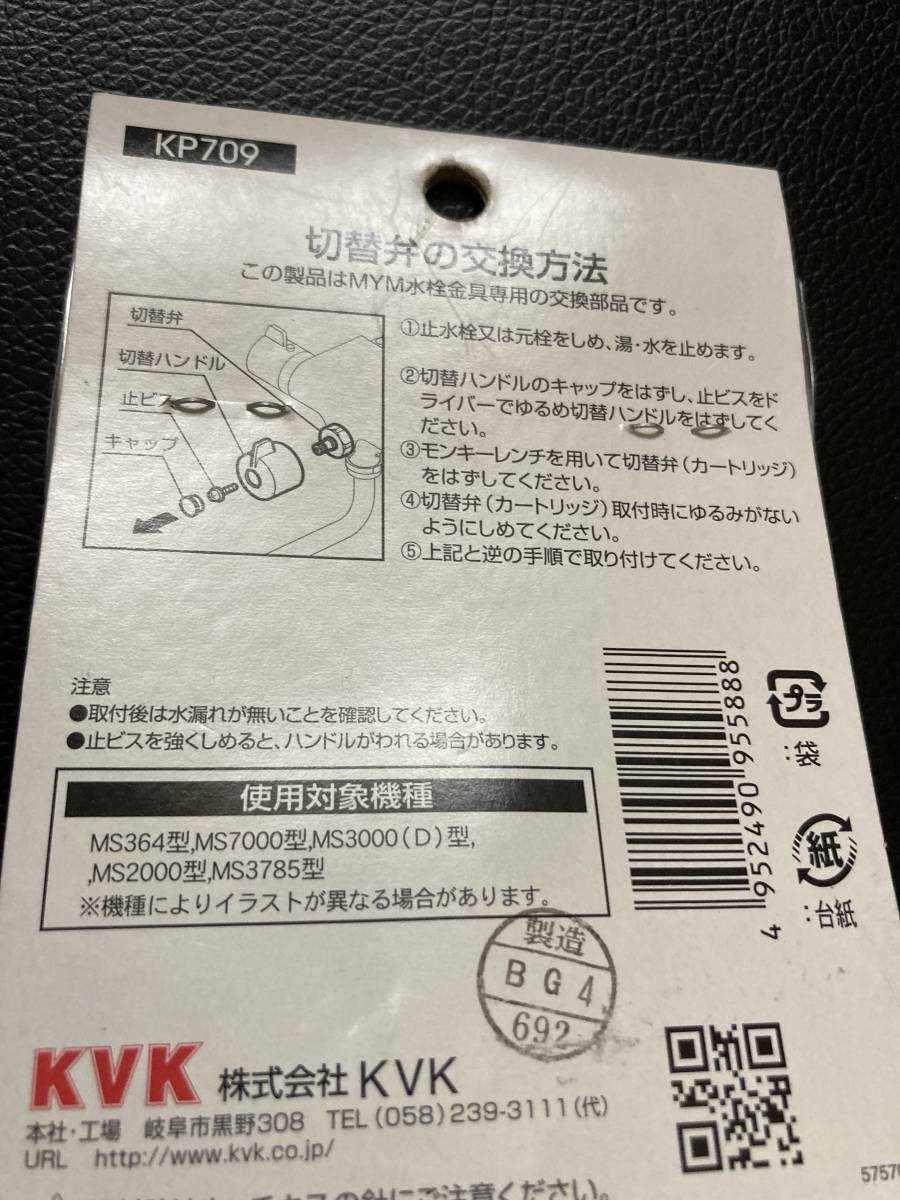 KP709
切替弁の交換方法
この製品はMYM水栓金具専用の交換部品です。
切替弁
切替ハンドル
止ビス
キャップ
①止水栓又は元栓をしめ、湯・水を止めます。
②切替ハンドルのキャップをはずし、止ビスをド
ライバーでゆるめ切替ハンドルをはずしてく
ださい。
③モンキーレンチを用いて切替弁(カートリッジ)
をはずしてください。
④切替弁(カートリッジ)取付時にゆるみがない
ようにしめてください。
⑤上記と逆の手順で取り付けてください。
注意
●取付後は水漏れが無いことを確認してください。
●止ビスを強くしめると、ハンドルがわれる場合があります。
使用対象機種
MS364型,MS7000型,MS3000(D)型,
,MS2000型,MS3785型
※機種によりイラストが異なる場合があります。
4 952490 955888
プラ
:袋
紙
:台紙
製造
BG4
692
KVK 株式会社KVK
本社・工場 岐阜市黒野308 TEL(058)239-3111(代)
URL http://www.kvk.co.jp/
の針にご注意ください。
5757